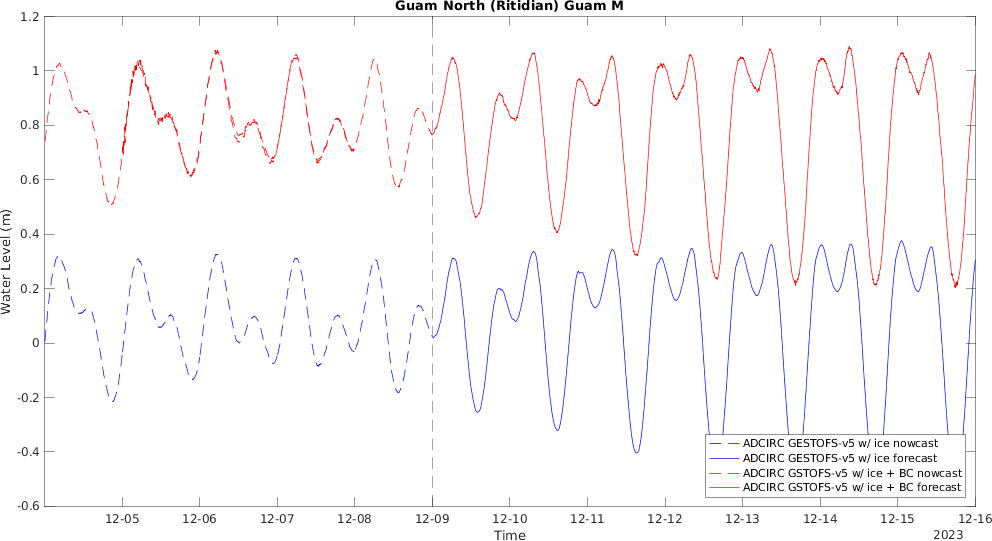 Guam North (Ritidian) Guam M
1.2
1
0.8
0.6
0.4
0.2
0
-0.2
-0.4
-0.6
Water Level (m)
ADCIRC GESTOFS-v5 w/ ice nowcast
ADCIRC GESTOFS-v5 w/ ice forecast
ADCIRC GSTOFS-v5 w/ ice + BC nowcast
ADCIRC GSTOFS-v5 w/ ice + BC forecast
12-05 12-06 12-07 12-08 12-09 12-10 12-11 12-12 12-13 12-14 12-15 12-16
Time
2023